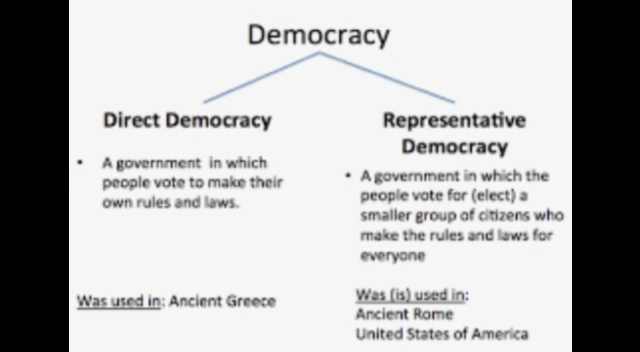 Democracy
Direct Democracy
• A government in which
people vote to make their
own rules and laws.
Was used in: Ancient Greece
Representative
Democracy
• A government in which the
people vote for (elect) a
smaller group of citizens who
make the rules and laws for
everyone
Was (is) used in:
Ancient Rome
United States of America